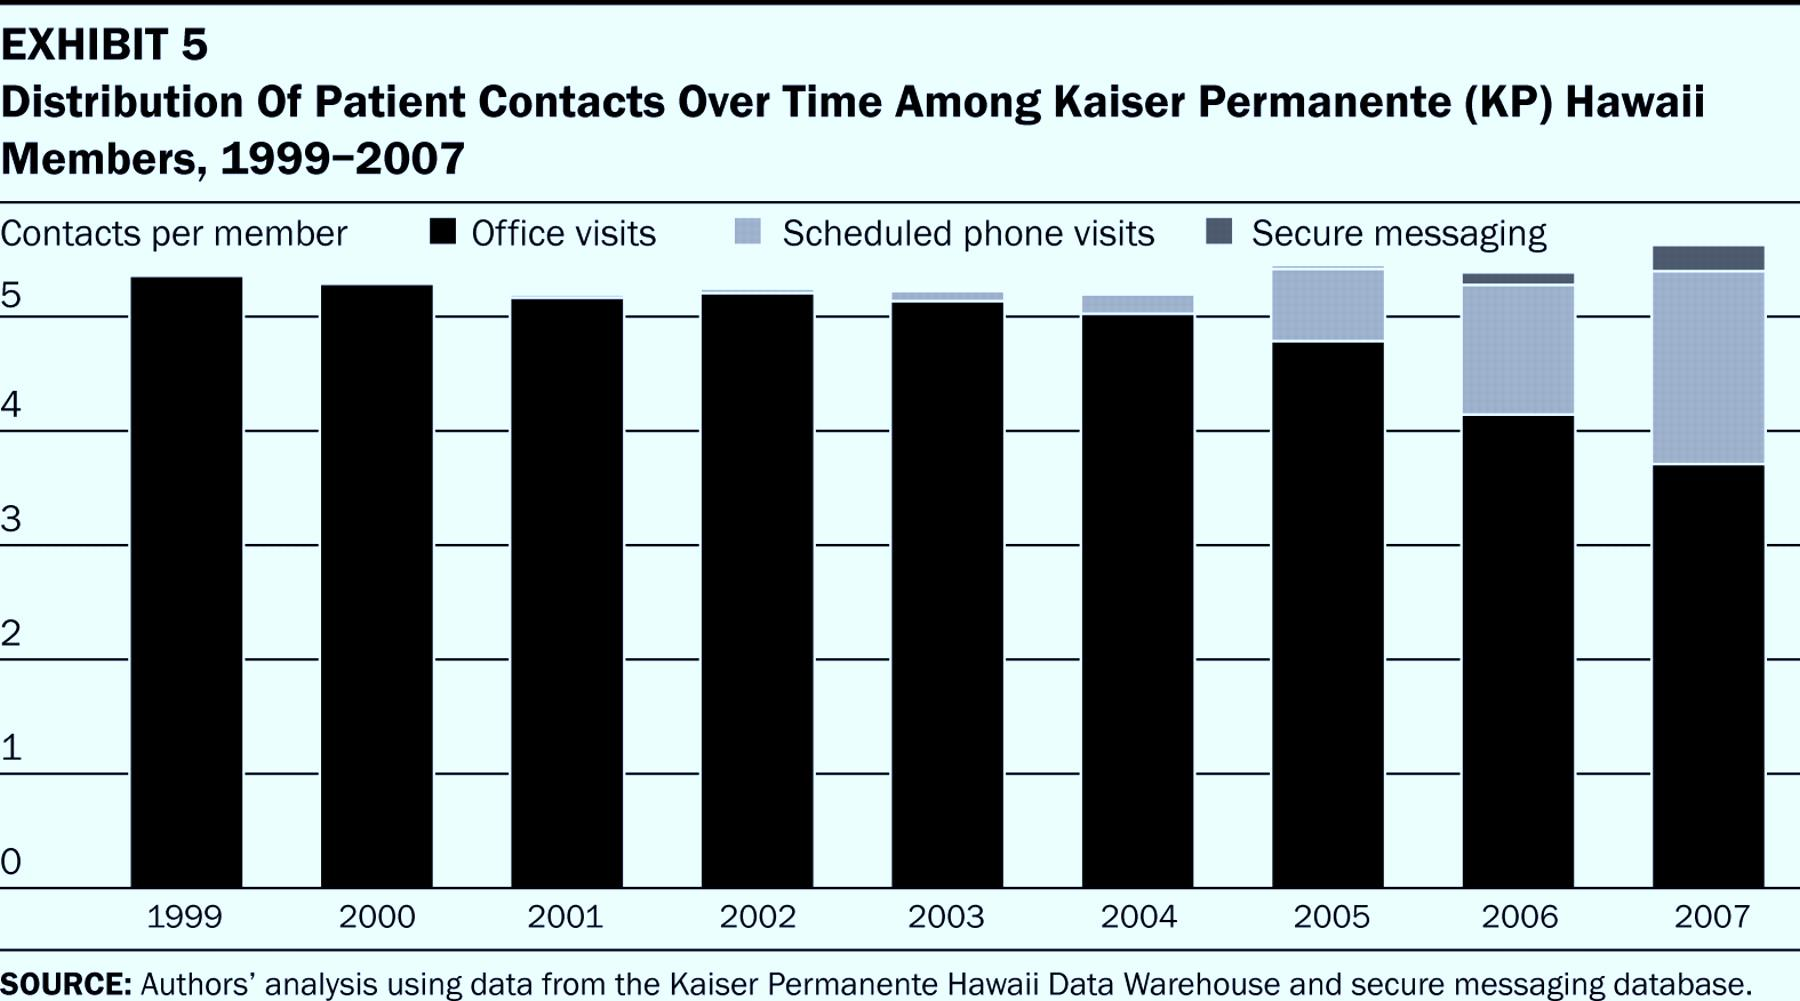 EXHIBIT 5
Distribution Of Patient Contacts Over Time Among Kaiser Permanente (KP) Hawaii
Members, 1999–2007
Contacts per member Office visits Scheduled phone visits Secure messaging
5
4
3
2
1
0
1999 2000 2001 2002 2003 2004 2005 2006 2007
SOURCE: Authors’ analysis using data from the Kaiser Permanente Hawaii Data Warehouse and secure messaging database.